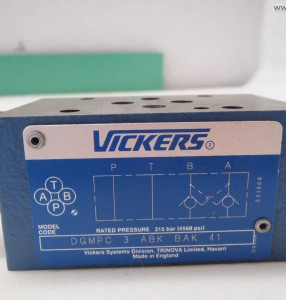 www
VICKERS
P T B A
T
A B
P
MODEL CODE
RATED PRESSURE 315 bar (4568 psi)
DGMPC 3 ABK BAK 41
Vickers Systems Division, TRINOVA Limited, Havant
Made in England